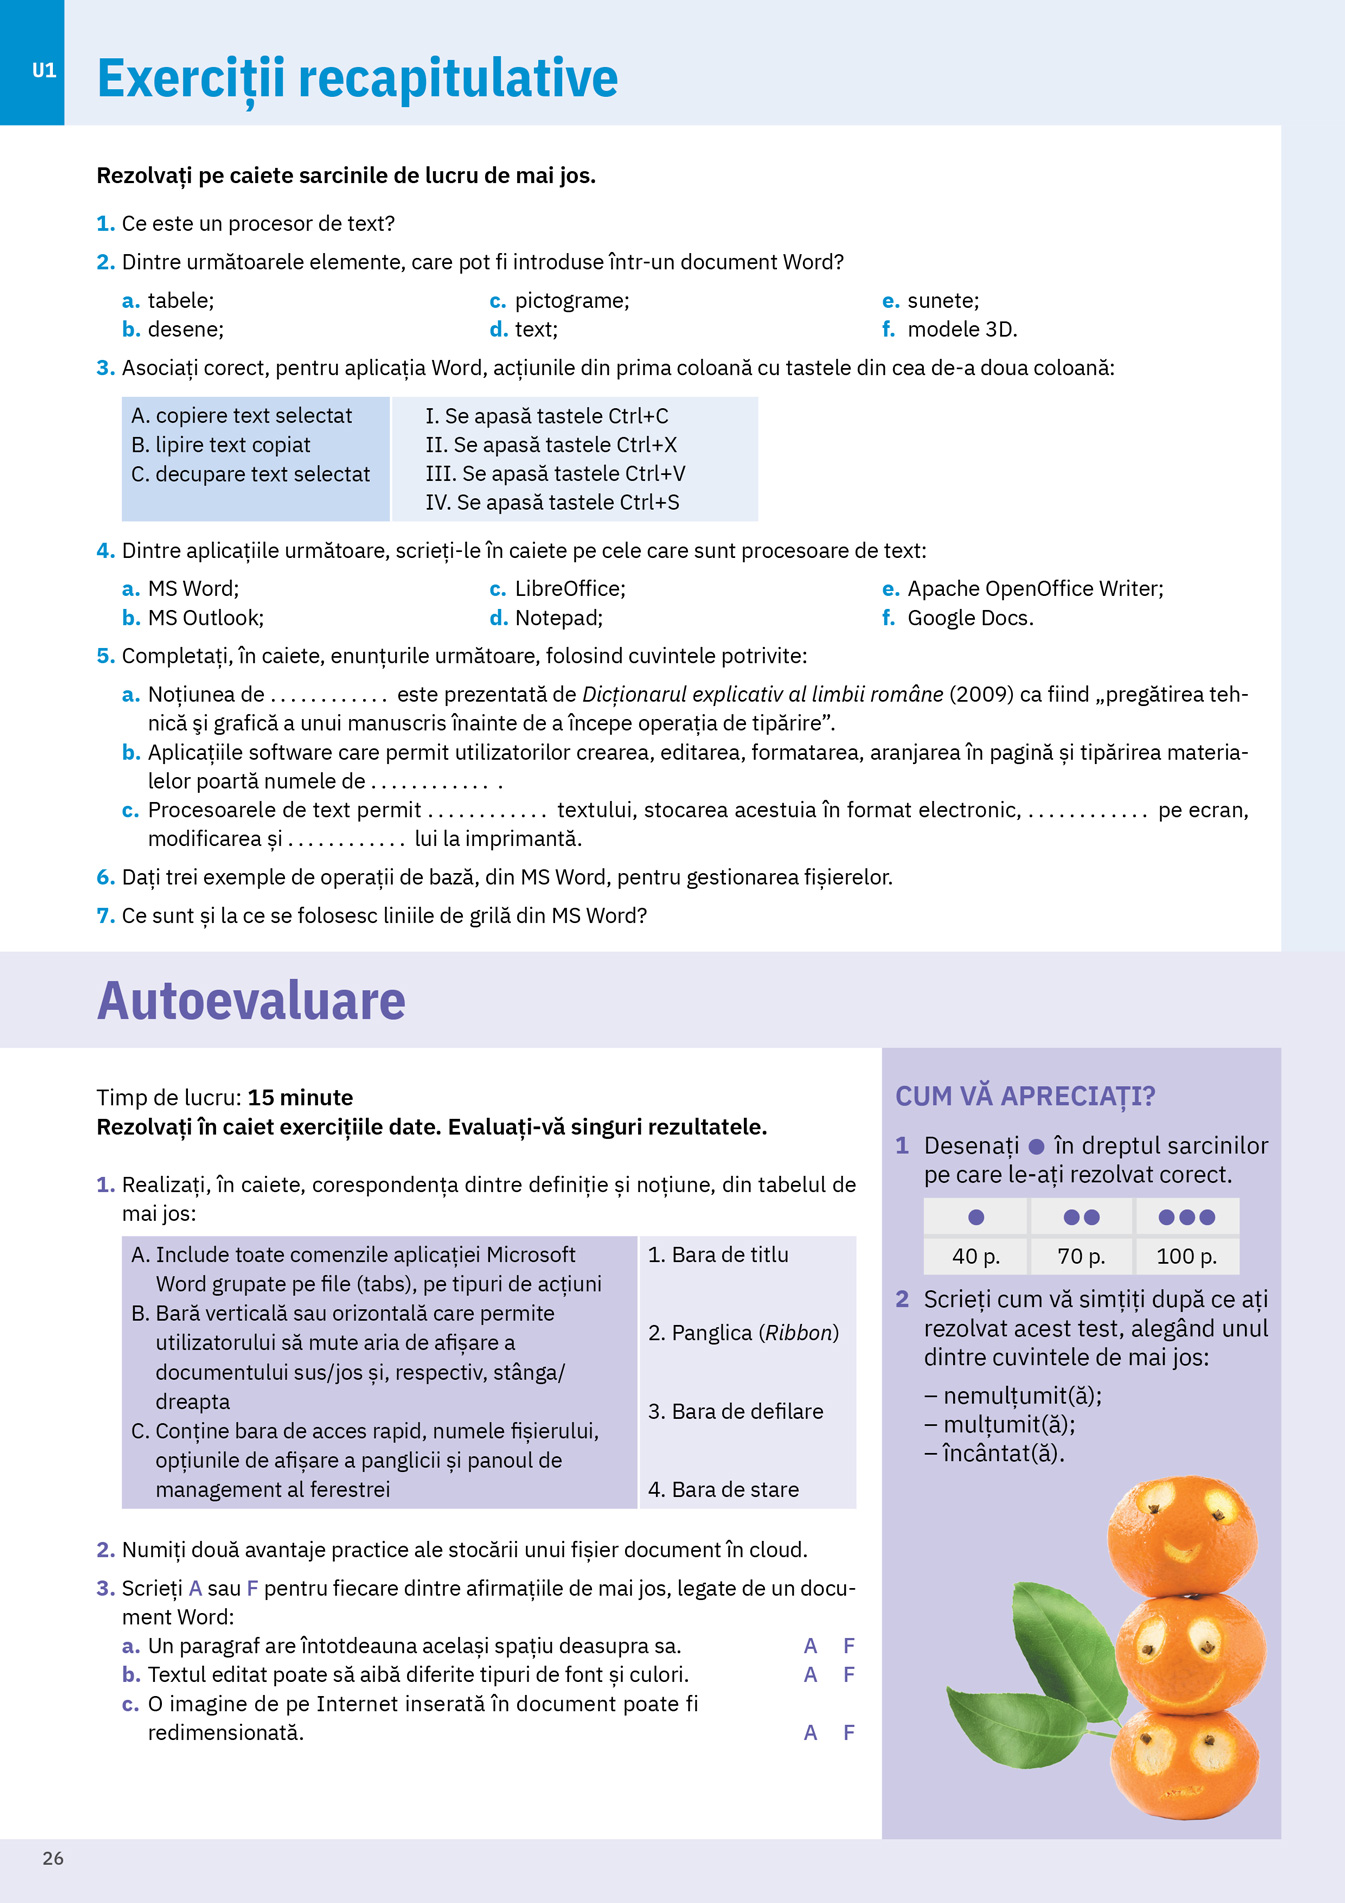 U1
Exerciții recapitulative
Rezolvați pe caiete sarcinile de lucru de mai jos.
1. Ce este un procesor de text?
2. Dintre următoarele elemente, care pot fi introduse într-un document Word?
a. tabele;
b. desene;
c. pictograme;
d. text;
e. sunete;
f. modele 3D.
3. Asociați corect, pentru aplicația Word, acțiunile din prima coloană cu tastele din cea de-a doua coloană:
A. copiere text selectat
B. lipire text copiat
C. decupare text selectat
I. Se apasă tastele Ctrl+C
II. Se apasă tastele Ctrl+X
III. Se apasă tastele Ctrl+V
IV. Se apasă tastele Ctrl+S
4. Dintre aplicațiile următoare, scrieți-le în caiete pe cele care sunt procesoare de text:
a. MS Word;
b. MS Outlook;
c. LibreOffice;
d. Notepad;
e. Apache OpenOffice Writer;
f. Google Docs.
5. Completați, în caiete, enunțurile următoare, folosind cuvintele potrivite:
a. Noțiunea de . . . . . . . . . . . . este prezentată de Dicționarul explicativ al limbii române (2009) ca fiind „pregătirea teh-
nică şi grafică a unui manuscris înainte de a începe operația de tipărire”.
b. Aplicațiile software care permit utilizatorilor crearea, editarea, formatarea, aranjarea în pagină și tipărirea materia-
lelor poartă numele de . . . . . . . . . . . . .
c. Procesoarele de text permit . . . . . . . . . . . . textului, stocarea acestuia în format electronic, . . . . . . . . . . . . pe ecran,
modificarea și . . . . . . . . . . . . lui la imprimantă.
6. Dați trei exemple de operații de bază, din MS Word, pentru gestionarea fișierelor.
7. Ce sunt și la ce se folosesc liniile de grilă din MS Word?
Autoevaluare
Timp de lucru: 15 minute
Rezolvați în caiet exercițiile date. Evaluați-vă singuri rezultatele.
1. Realizați, în caiete, corespondența dintre definiție și noțiune, din tabelul de
mai jos:
A. Include toate comenzile aplicației Microsoft
Word grupate pe file (tabs), pe tipuri de acțiuni
B. Bară verticală sau orizontală care permite
utilizatorului să mute aria de afișare a
documentului sus/jos și, respectiv, stânga/
dreapta
C. Conține bara de acces rapid, numele fișierului,
opțiunile de afișare a panglicii și panoul de
management al ferestrei
1. Bara de titlu
2. Panglica (Ribbon)
3. Bara de defilare
4. Bara de stare
2. Numiți două avantaje practice ale stocării unui fișier document în cloud.
3. Scrieți A sau F pentru fiecare dintre afirmațiile de mai jos, legate de un docu-
ment Word:
a. Un paragraf are întotdeauna același spațiu deasupra sa. A F
b. Textul editat poate să aibă diferite tipuri de font și culori. A F
c. O imagine de pe Internet inserată în document poate fi
redimensionată. A F
CUM VĂ APRECIAȚI?
1 Desenați ● în dreptul sarcinilor
pe care le-ați rezolvat corect.
● ●● ●●●
40 p. 70 p. 100 p.
2 Scrieți cum vă simțiți după ce ați
rezolvat acest test, alegând unul
dintre cuvintele de mai jos:
– nemulțumit(ă);
– mulțumit(ă);
– încântat(ă).
26